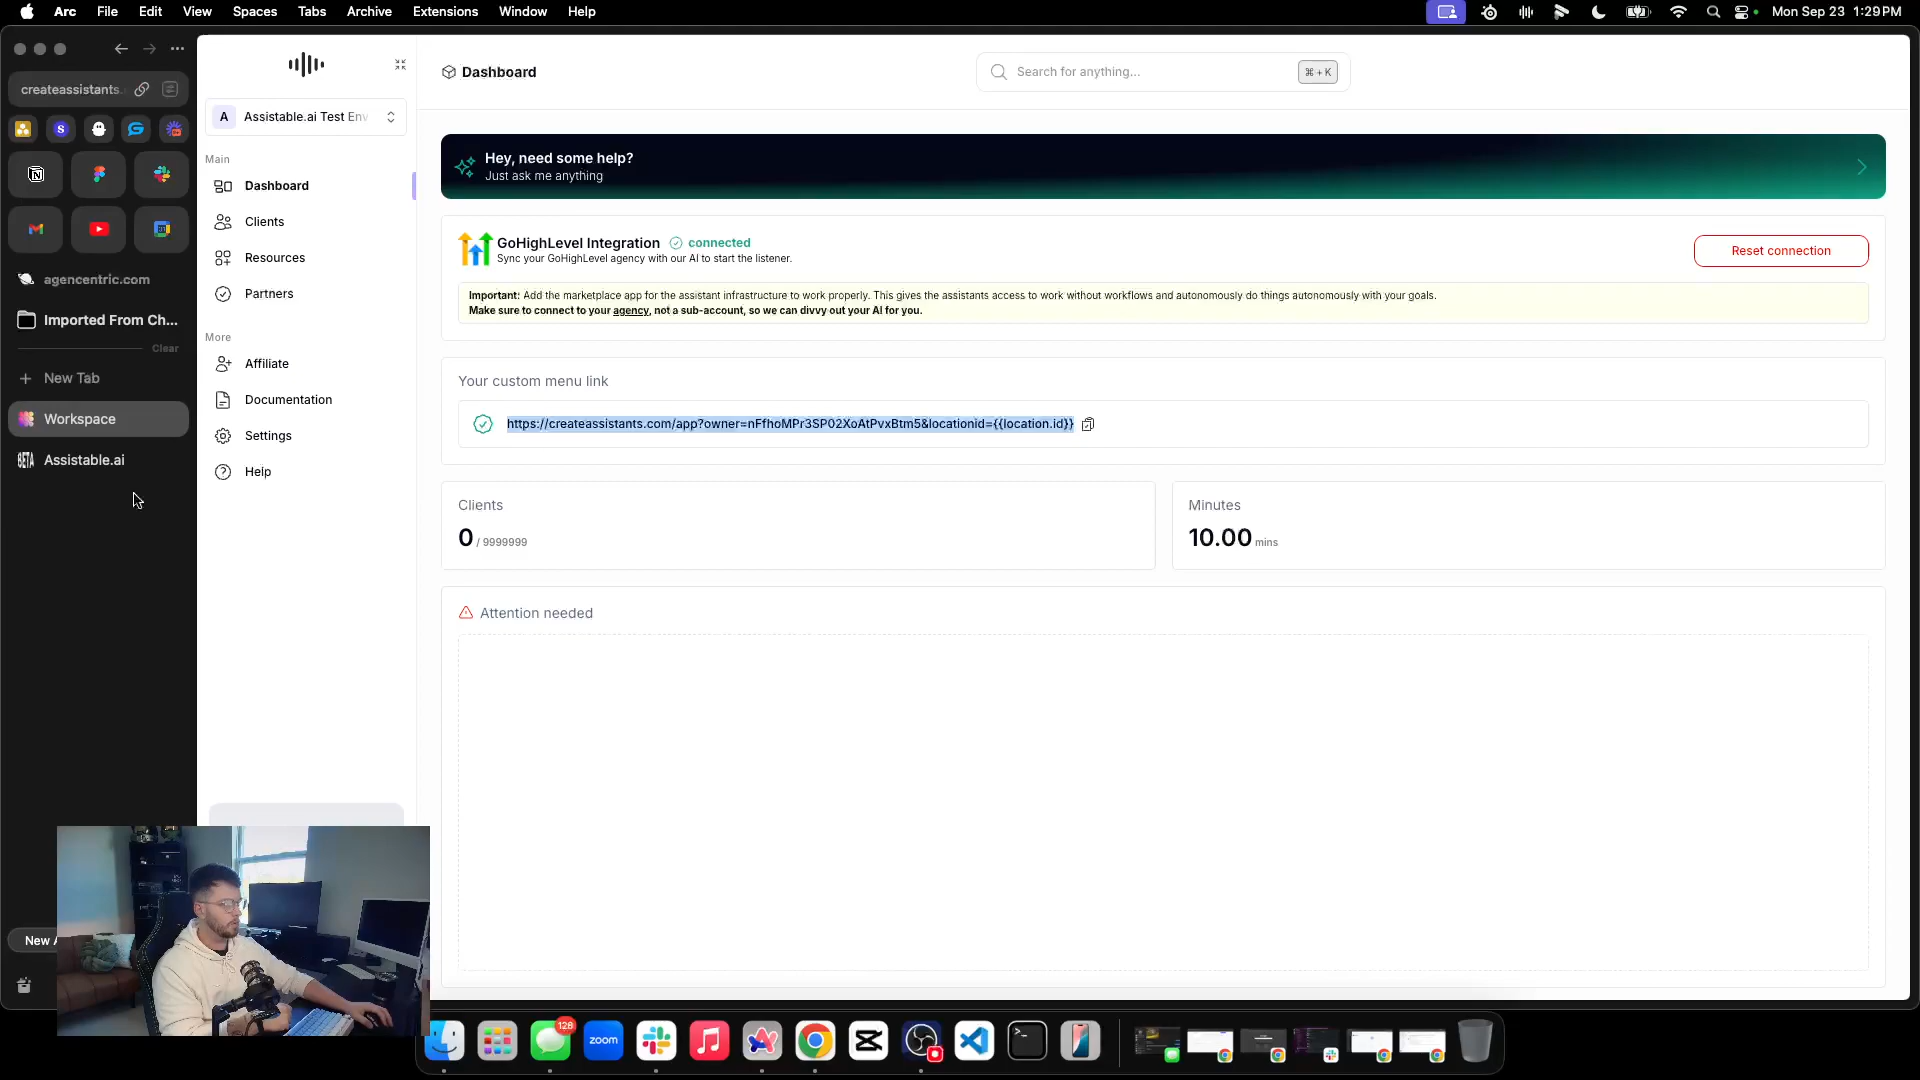 Arc File Edit View Spaces Tabs Archive Extensions Window Help
Mon Sep 23 1:29PM
createassistants.
agencentric.com
Imported From Ch...
Clear
New Tab
Workspace
Assistable.ai
A Assistable.ai Test Env
Main
Dashboard
Clients
Resources
Partners
More
Affiliate
Documentation
Settings
Help
Dashboard
Search for anything...
⌘ + K
Hey, need some help?
Just ask me anything
GoHighLevel Integration connected
Sync your GoHighLevel agency with our AI to start the listener.
Reset connection
Important: Add the marketplace app for the assistant infrastructure to work properly. This gives the assistants access to work without workflows and autonomously do things autonomously with your goals.
Make sure to connect to your agency, not a sub-account, so we can divvy out your AI for you.
Your custom menu link
https://createassistants.com/app?owner=nFfhoMPr3SP02XoAtPvxBtm5&locationid={{location.id}}
Clients
0 / 9999999
Minutes
10.00 mins
Attention needed
128
zoom